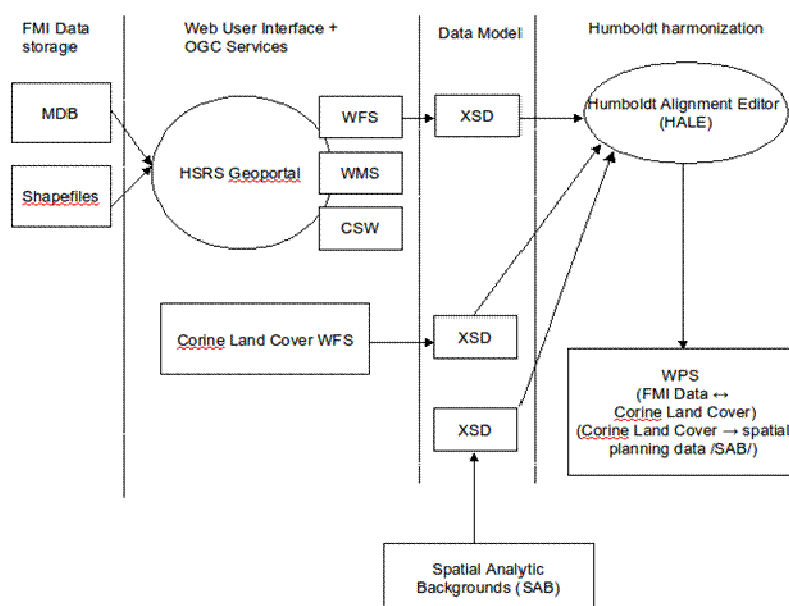 FMI Data
storage
Web User Interface +
OGC Services
Data Model
Humboldt harmonization
MDB
Shapefiles
HSRS Geoportal
WFS
WMS
CSW
XSD
Humboldt Alignment Editor
(HALE)
Corine Land Cover WFS
XSD
XSD
WPS
(FMI Data ↔
Corine Land Cover)
(Corine Land Cover → spatial
planning data /SAB/)
Spatial Analytic
Backgrounds (SAB)